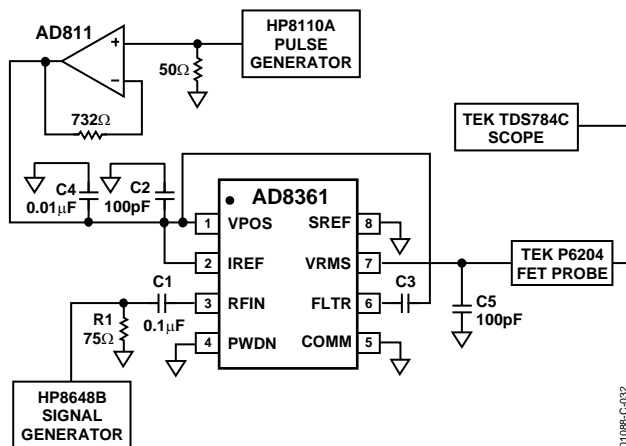 AD811
HP8110A
PULSE
GENERATOR
+
−
50Ω
732Ω
TEK TDS784C
SCOPE
C4
0.01μF
C2
100pF
AD8361
1 VPOS SREF 8
2 IREF VRMS 7
3 RFIN FLTR 6
4 PWDN COMM 5
C1
0.1μF
C3
TEK P6204
FET PROBE
C5
100pF
R1
75Ω
HP8648B
SIGNAL
GENERATOR
01088-C-032